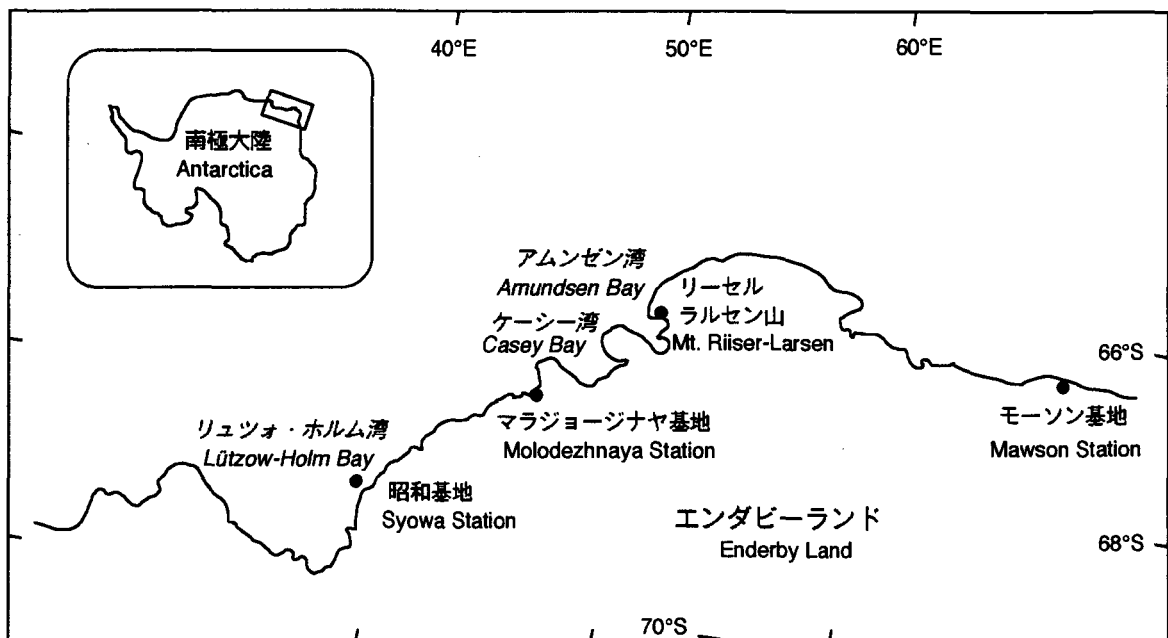 40°E
50°E
60°E
南極大陸
Antarctica
アムンゼン湾
Amundsen Bay
リーセル
ラルセン山
Mt. Riiser-Larsen
ケーシー湾
Casey Bay
66°S
マラジョージナヤ基地
Molodezhnaya Station
モーソン基地
Mawson Station
リュツォ・ホルム湾
Lützow-Holm Bay
昭和基地
Syowa Station
エンダビーランド
Enderby Land
68°S
70°S